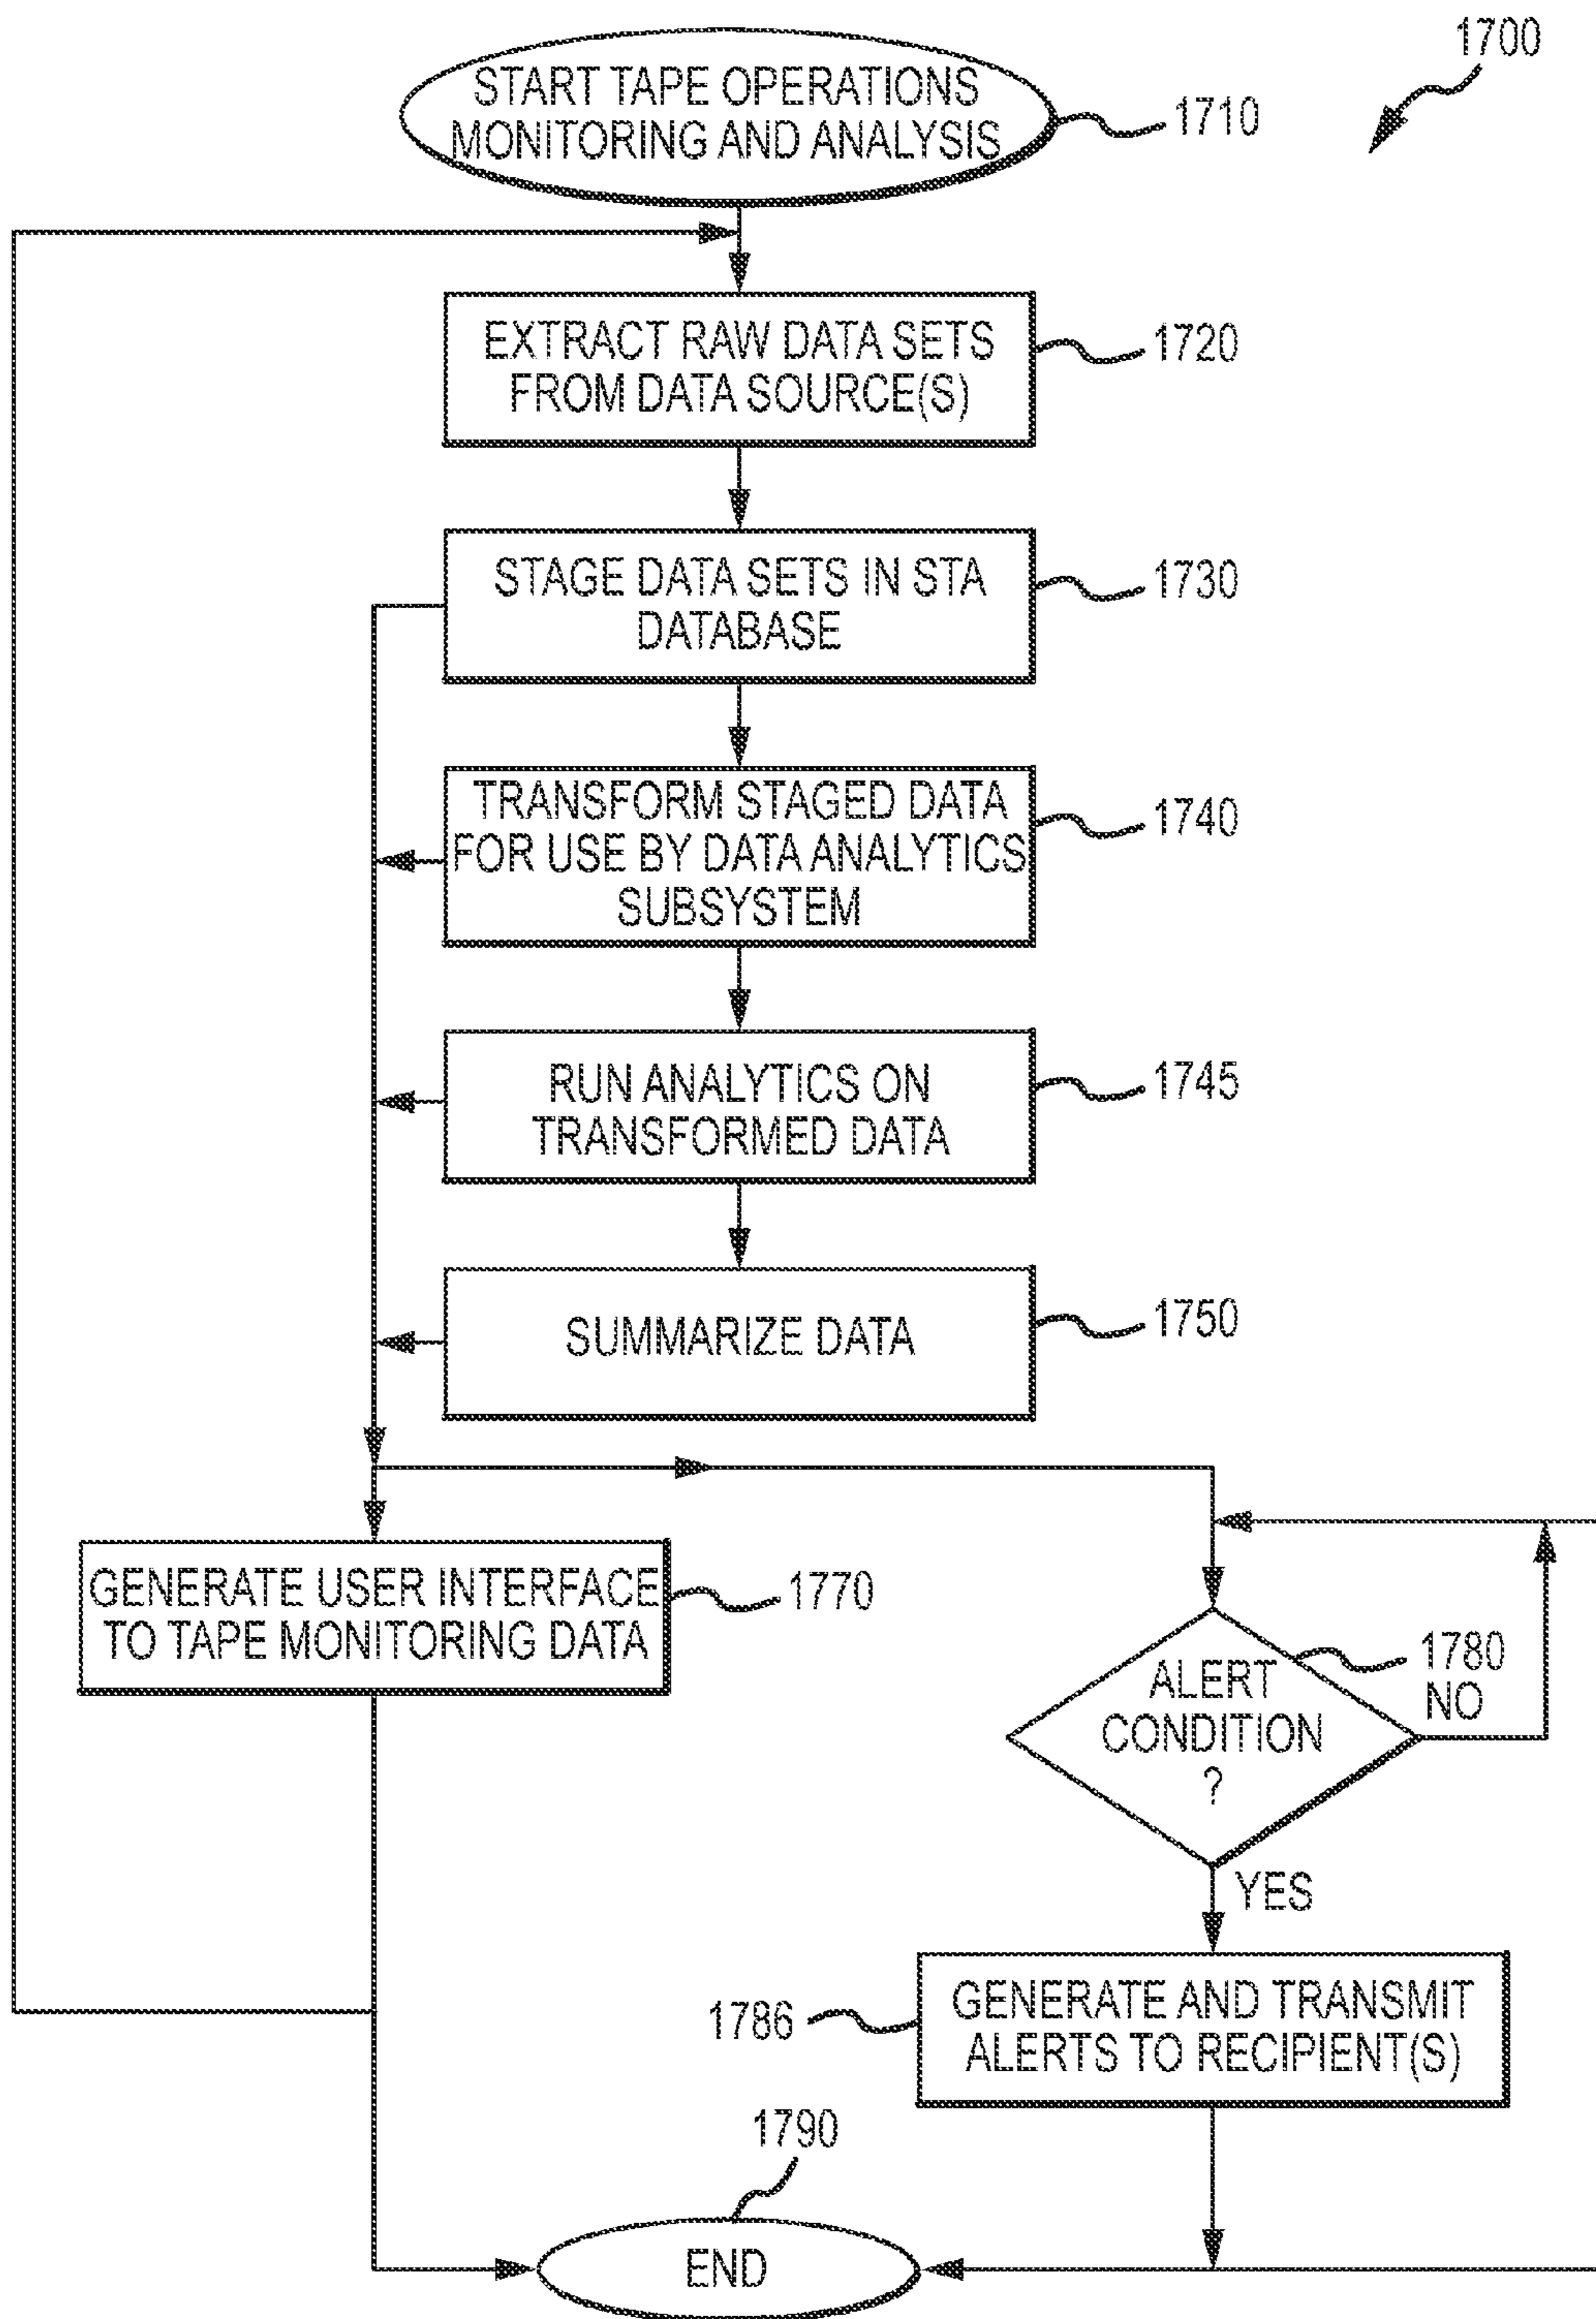 1700
START TAPE OPERATIONS
MONITORING AND ANALYSIS
1710
EXTRACT RAW DATA SETS
FROM DATA SOURCE(S)
1720
STAGE DATA SETS IN STA
DATABASE
1730
TRANSFORM STAGED DATA
FOR USE BY DATA ANALYTICS
SUBSYSTEM
1740
RUN ANALYTICS ON
TRANSFORMED DATA
1745
SUMMARIZE DATA
1750
GENERATE USER INTERFACE
TO TAPE MONITORING DATA
1770
ALERT
CONDITION
?
1780
NO
YES
1786
GENERATE AND TRANSMIT
ALERTS TO RECIPIENT(S)
1790
END